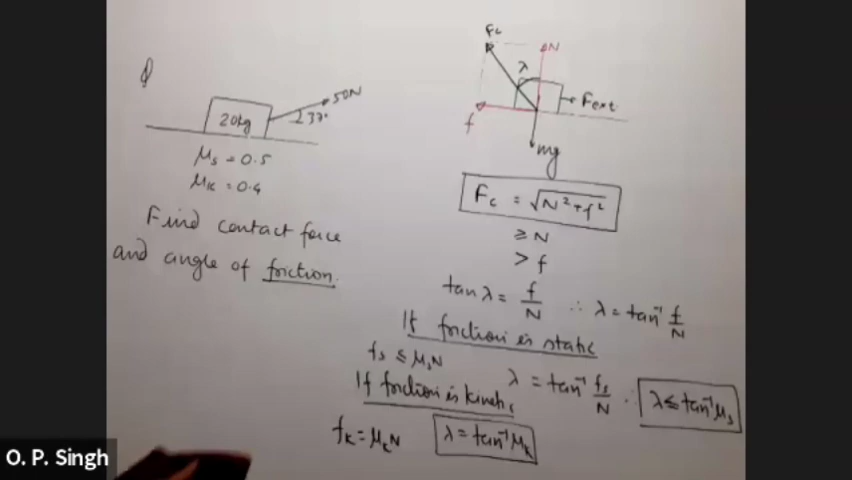 Q
20kg
50N
37°
μs = 0.5
μk = 0.4
Find contact force
and angle of friction.
Fc
N
λ
f
Fext
mg
Fc = √N²+f²
≥ N
> f
tan λ = f/N ∴ λ = tan⁻¹ f/N
If friction is static
fs ≤ μsN
λ = tan⁻¹ fs/N ∴ λ ≤ tan⁻¹ μs
If friction is kinetic
fk = μkN λ = tan⁻¹ μk
O. P. Singh